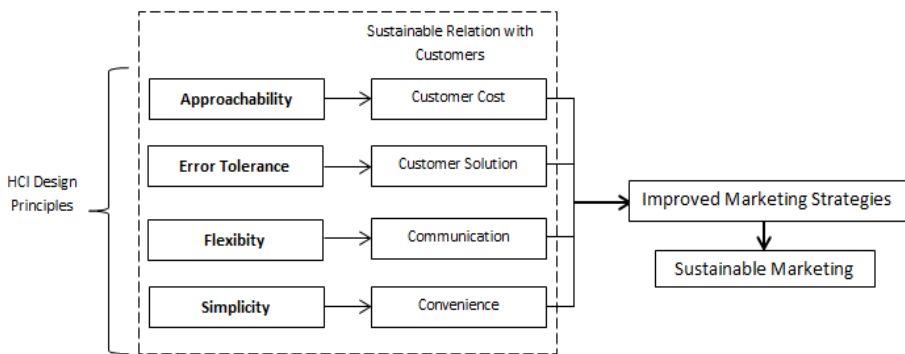 Sustainable Relation with
Customers
Approachability
Customer Cost
Error Tolerance
Customer Solution
HCI Design
Principles
Improved Marketing Strategies
Flexibity
Communication
Sustainable Marketing
Simplicity
Convenience